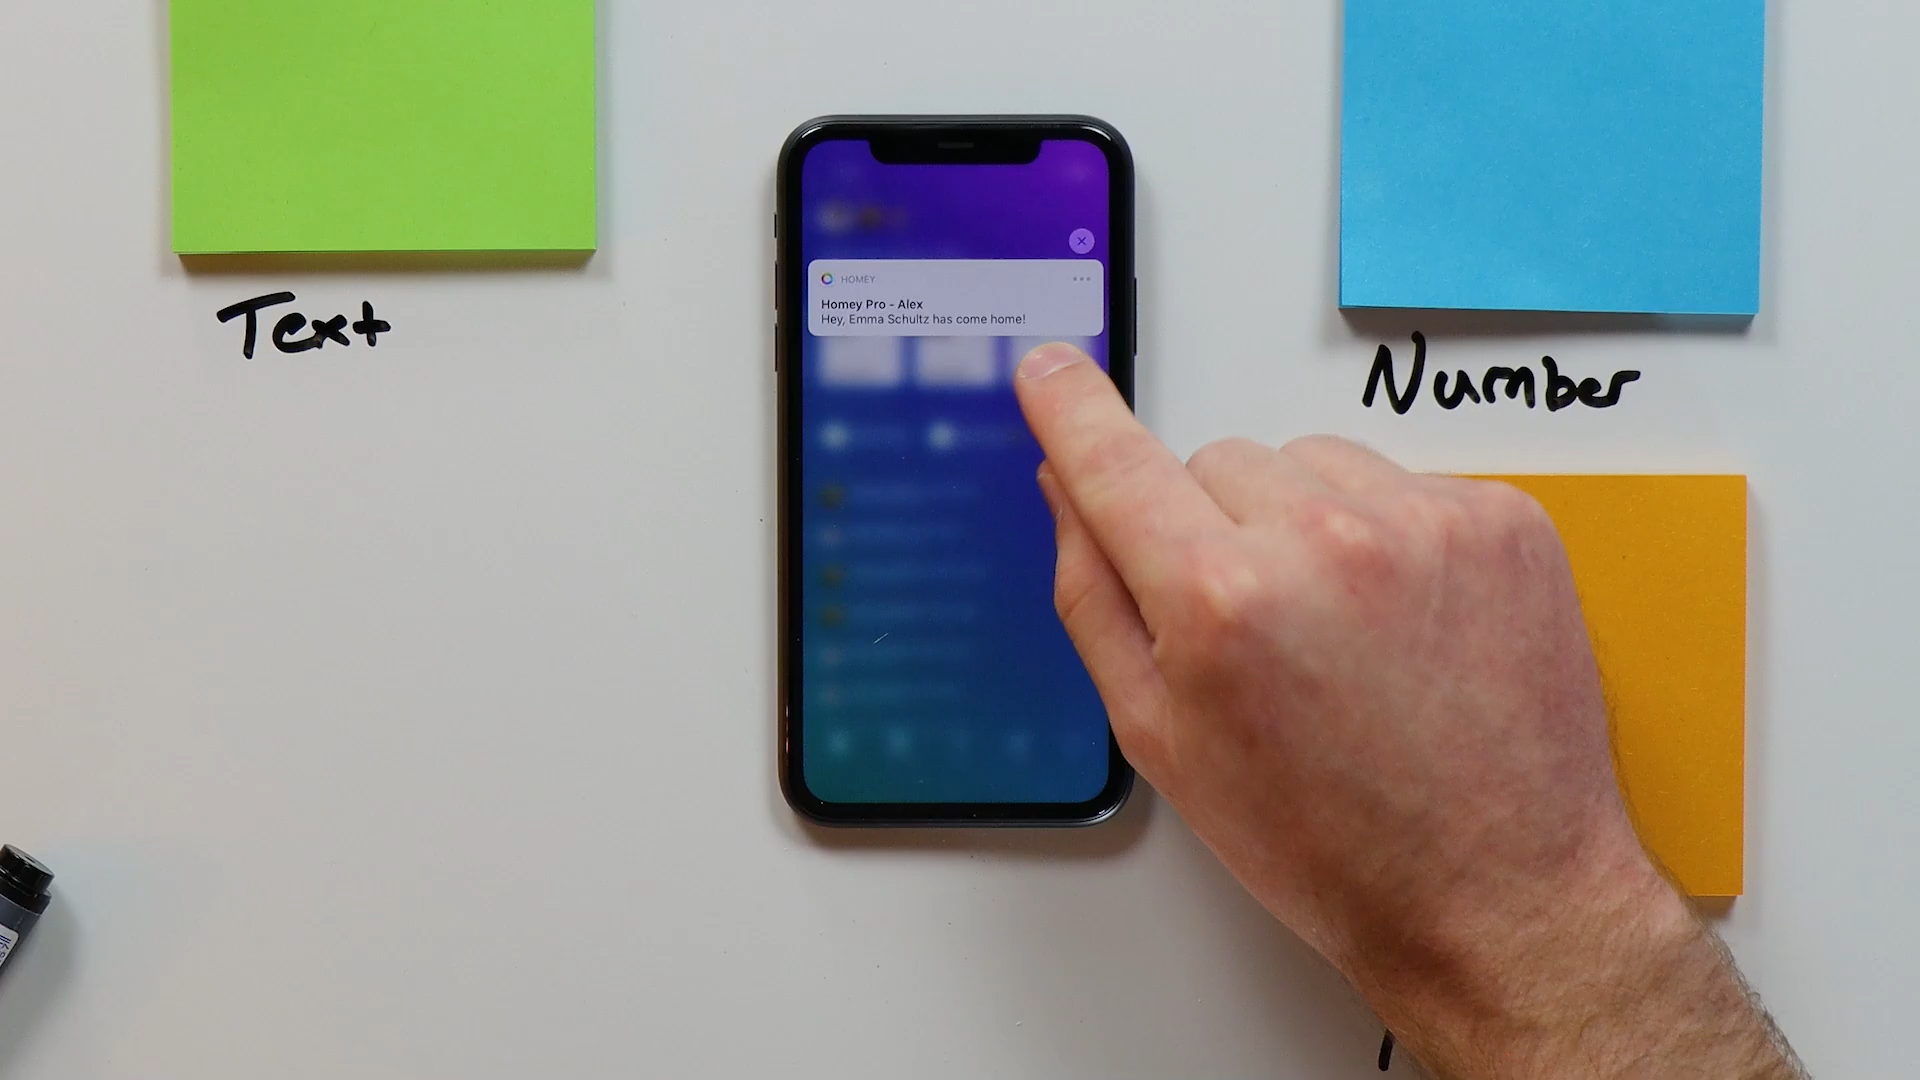 HOMEY
Homey Pro - Alex
Hey, Emma Schultz has come home!
Text
Number